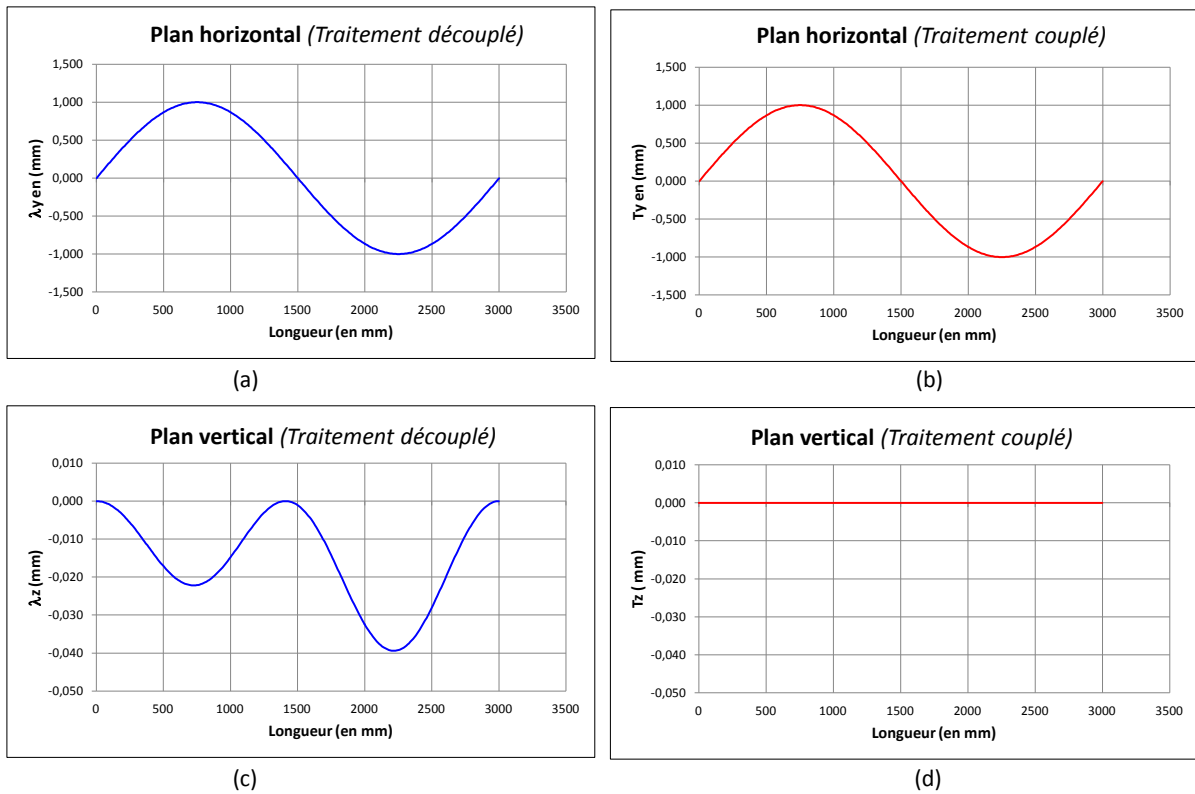 Plan horizontal (Traitement découplé)
λy en (mm)
1,500
1,000
0,500
0,000
-0,500
-1,000
-1,500
0 500 1000 1500 2000 2500 3000 3500
Longueur (en mm)
(a)
Plan horizontal (Traitement couplé)
Ty en (mm)
1,500
1,000
0,500
0,000
-0,500
-1,000
-1,500
0 500 1000 1500 2000 2500 3000 3500
Longueur (en mm)
(b)
Plan vertical (Traitement découplé)
λz (mm)
0,010
0,000
-0,010
-0,020
-0,030
-0,040
-0,050
0 500 1000 1500 2000 2500 3000 3500
Longueur (en mm)
(c)
Plan vertical (Traitement couplé)
Tz ( mm)
0,010
0,000
-0,010
-0,020
-0,030
-0,040
-0,050
0 500 1000 1500 2000 2500 3000 3500
Longueur (en mm)
(d)